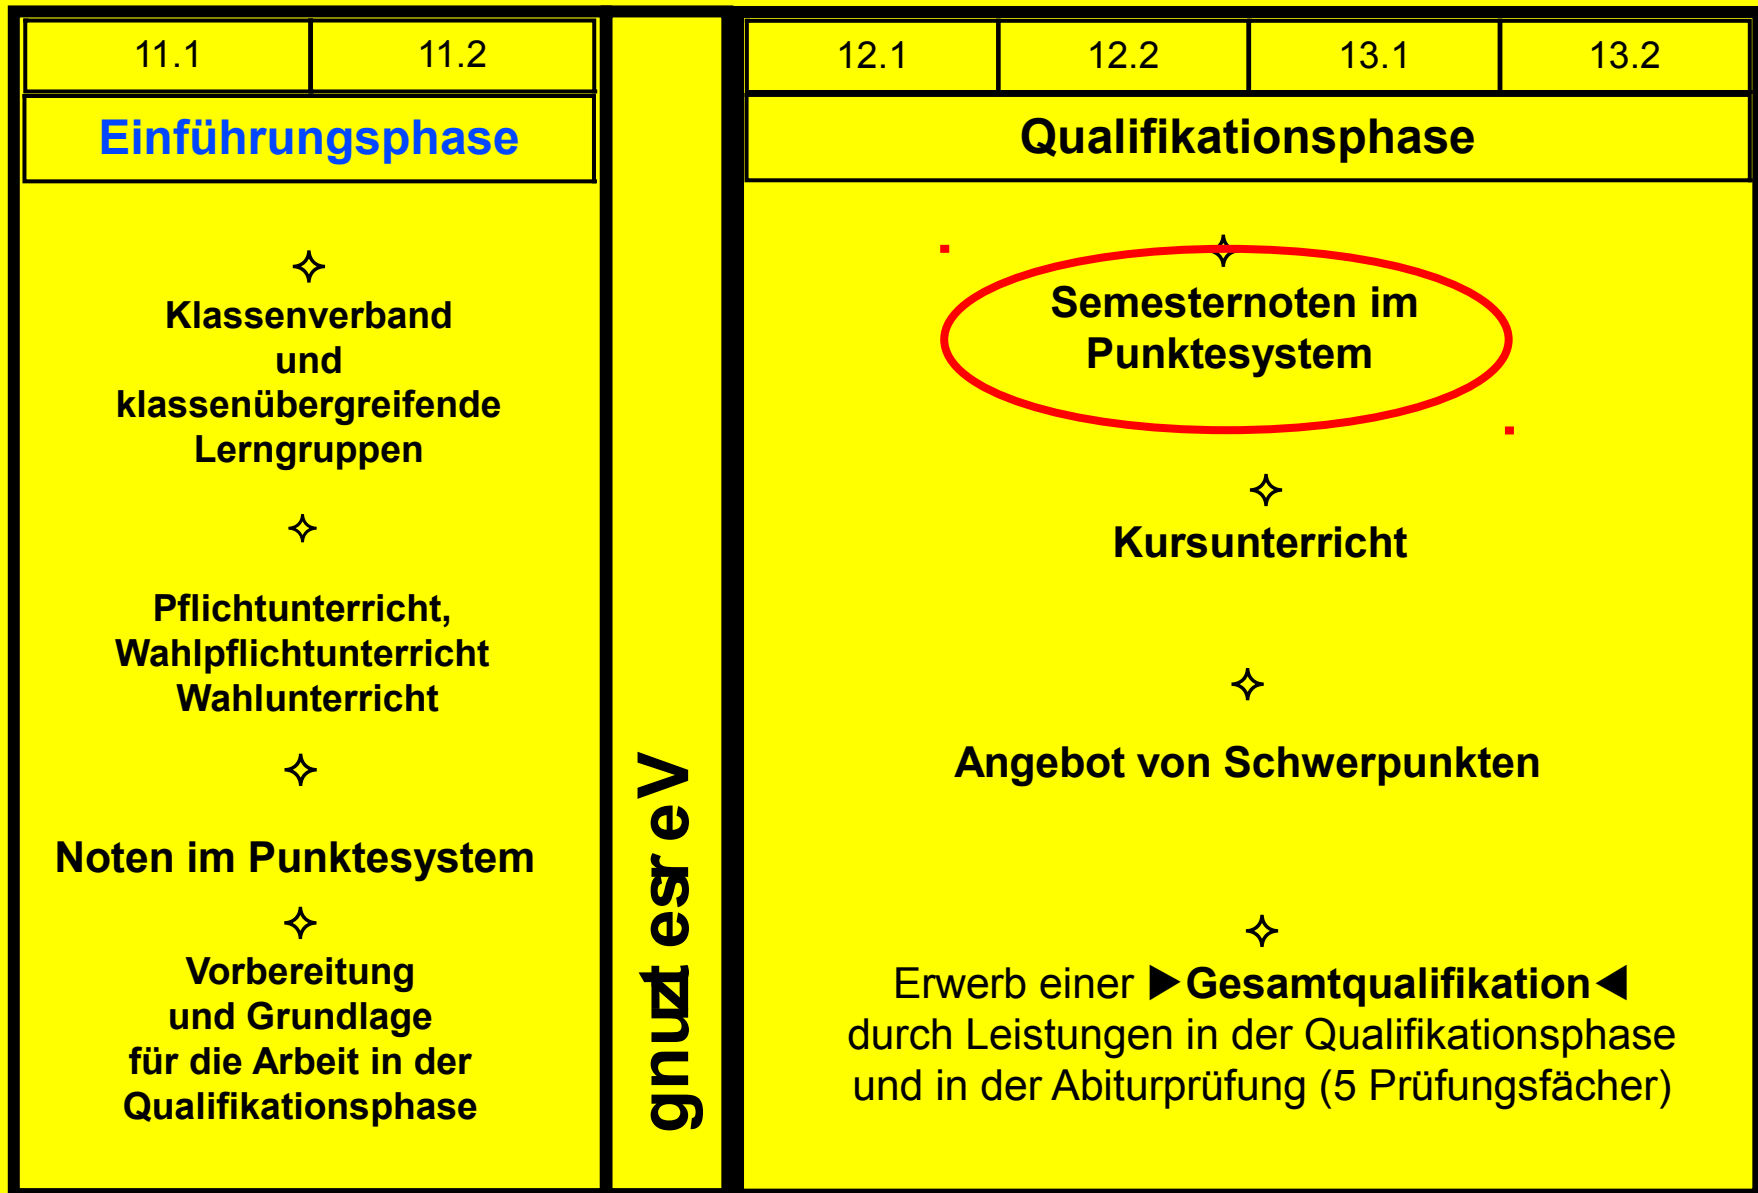 11.1 11.2
Einführungsphase
✧
Klassenverband
und
klassenübergreifende
Lerngruppen
✧
Pflichtunterricht,
Wahlpflichtunterricht
Wahlunterricht
✧
Noten im Punktesystem
✧
Vorbereitung
und Grundlage
für die Arbeit in der
Qualifikationsphase
Versetzung
12.1 12.2 13.1 13.2
Qualifikationsphase
✧
Semesternoten im
Punktesystem
✧
Kursunterricht
✧
Angebot von Schwerpunkten
✧
Erwerb einer ▶Gesamtqualifikation◀
durch Leistungen in der Qualifikationsphase
und in der Abiturprüfung (5 Prüfungsfächer)